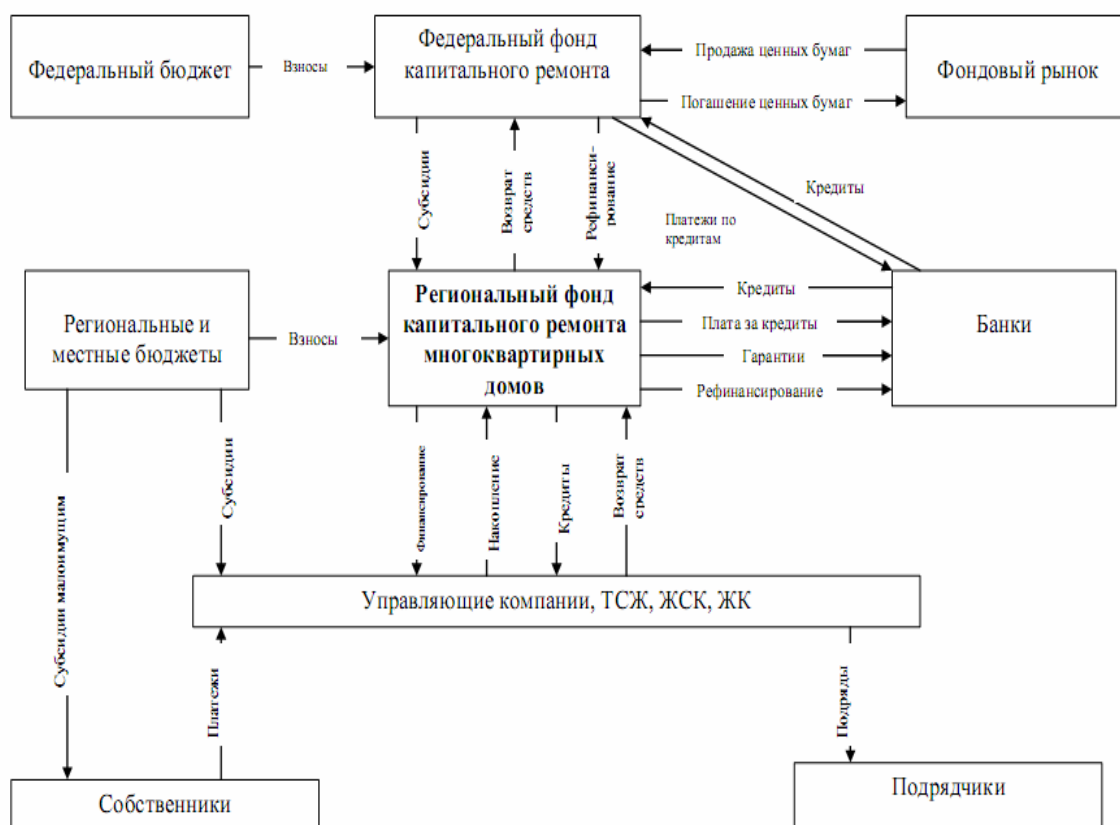 Федеральный бюджет
Взносы
Федеральный фонд
капитального ремонта
Продажа ценных бумаг
Погашение ценных бумаг
Фондовый рынок
Субсидии
Возврат
средств
Рефинанси-
рование
Кредиты
Платежи по
кредитам
Региональные и
местные бюджеты
Взносы
Региональный фонд
капитального ремонта
многоквартирных
домов
Кредиты
Плата за кредиты
Гарантии
Рефинансирование
Банки
Субсидии малоимущим
Субсидии
Финансирование
Накопление
Кредиты
Возврат
средств
Управляющие компании, ТСЖ, ЖСК, ЖК
Платежи
Подряды
Собственники
Подрядчики